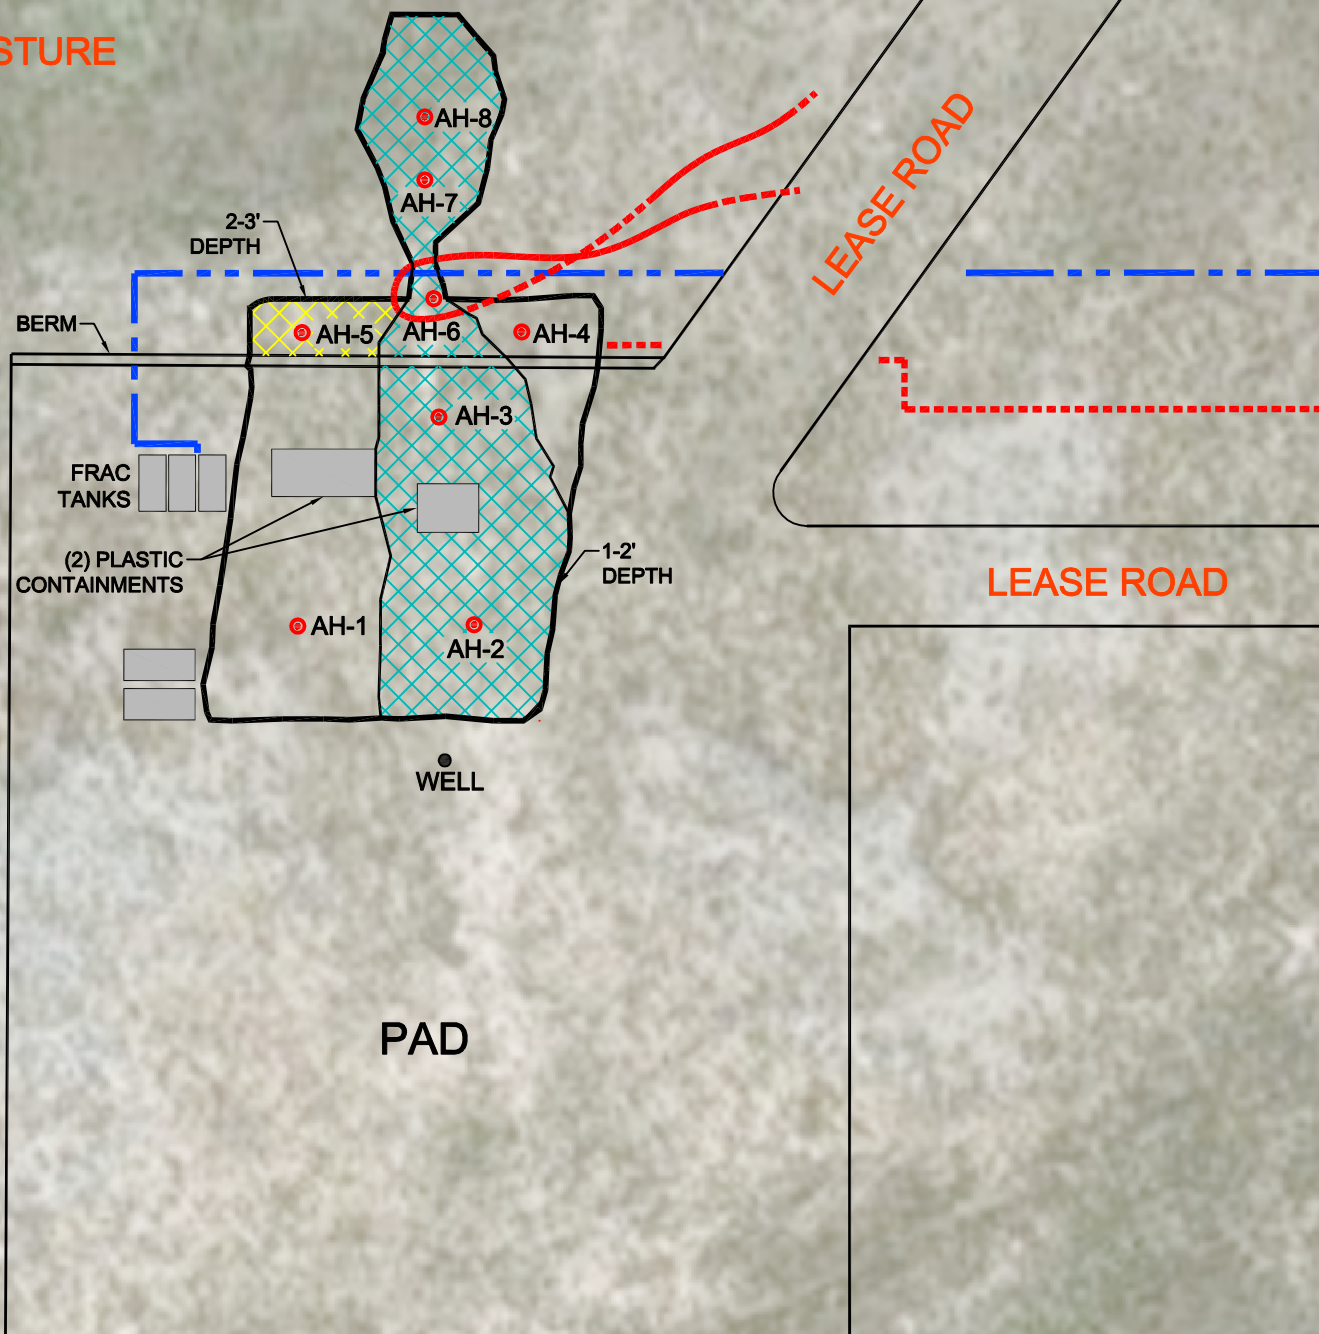 STURE
AH-8
AH-7
2-3'
DEPTH
LEASE ROAD
BERM
AH-5
AH-6
AH-4
AH-3
FRAC
TANKS
(2) PLASTIC
CONTAINMENTS
1-2'
DEPTH
LEASE ROAD
AH-1
AH-2
WELL
PAD